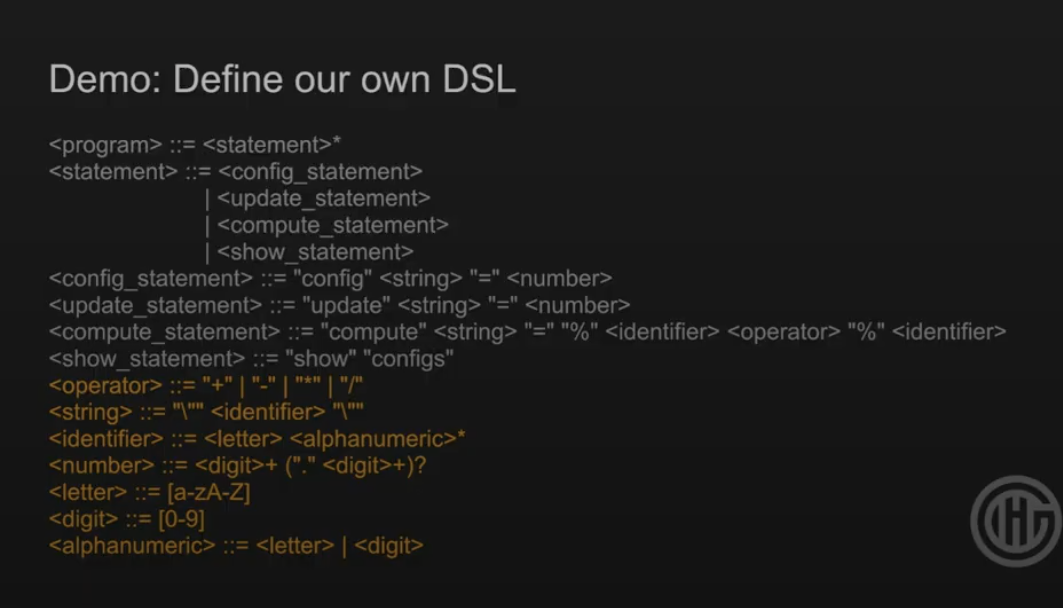 Demo: Define our own DSL
<program> ::= <statement>*
<statement> ::= <config_statement>
| <update_statement>
| <compute_statement>
| <show_statement>
<config_statement> ::= "config" <string> "=" <number>
<update_statement> ::= "update" <string> "=" <number>
<compute_statement> ::= "compute" <string> "=" "%" <identifier> <operator> "%" <identifier>
<show_statement> ::= "show" "configs"
<operator> ::= "+" | "-" | "*" | "/"
<string> ::= "\"" <identifier> "\""
<identifier> ::= <letter> <alphanumeric>*
<number> ::= <digit>+ ("." <digit>+)?
<letter> ::= [a-zA-Z]
<digit> ::= [0-9]
<alphanumeric> ::= <letter> | <digit>